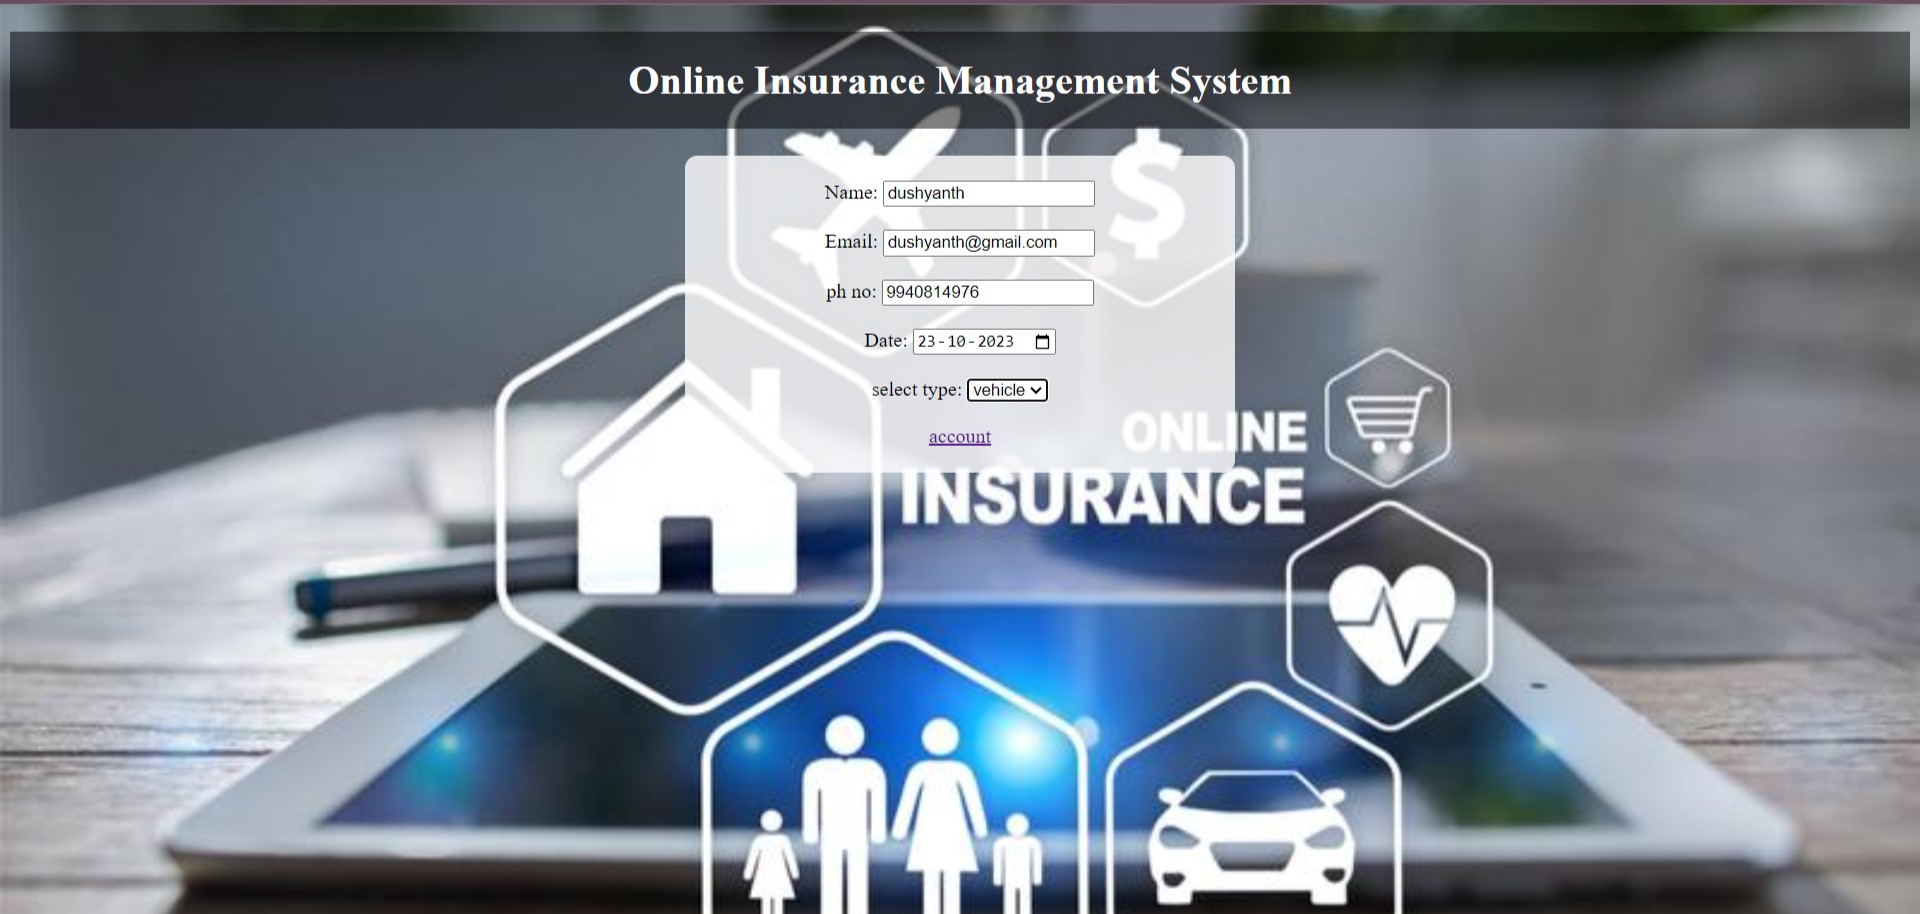 Online Insurance Management System
Name: dushyanth
Email: dushyanth@gmail.com
ph no: 9940814976
Date: 23-10-2023
select type: vehicle
account
ONLINE
INSURANCE